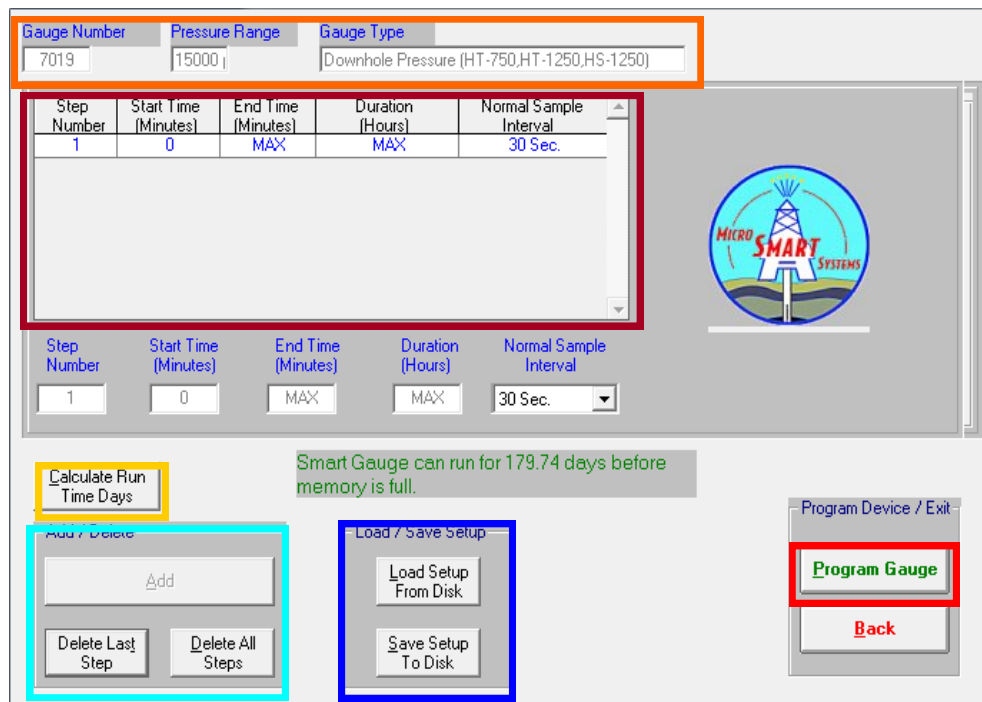 Gauge Number Pressure Range Gauge Type
7019 15000 Downhole Pressure (HT-750,HT-1250,HS-1250)
Step Number Start Time (Minutes) End Time (Minutes) Duration (Hours) Normal Sample Interval
1 0 MAX MAX 30 Sec.
MICRO SMART SYSTEMS
Step Number Start Time (Minutes) End Time (Minutes) Duration (Hours) Normal Sample Interval
1 0 MAX MAX 30 Sec.
Calculate Run
Time Days
Smart Gauge can run for 179.74 days before
memory is full.
Add / Delete
Add
Delete Last
Step
Delete All
Steps
Load / Save Setup
Load Setup
From Disk
Save Setup
To Disk
Program Device / Exit
Program Gauge
Back